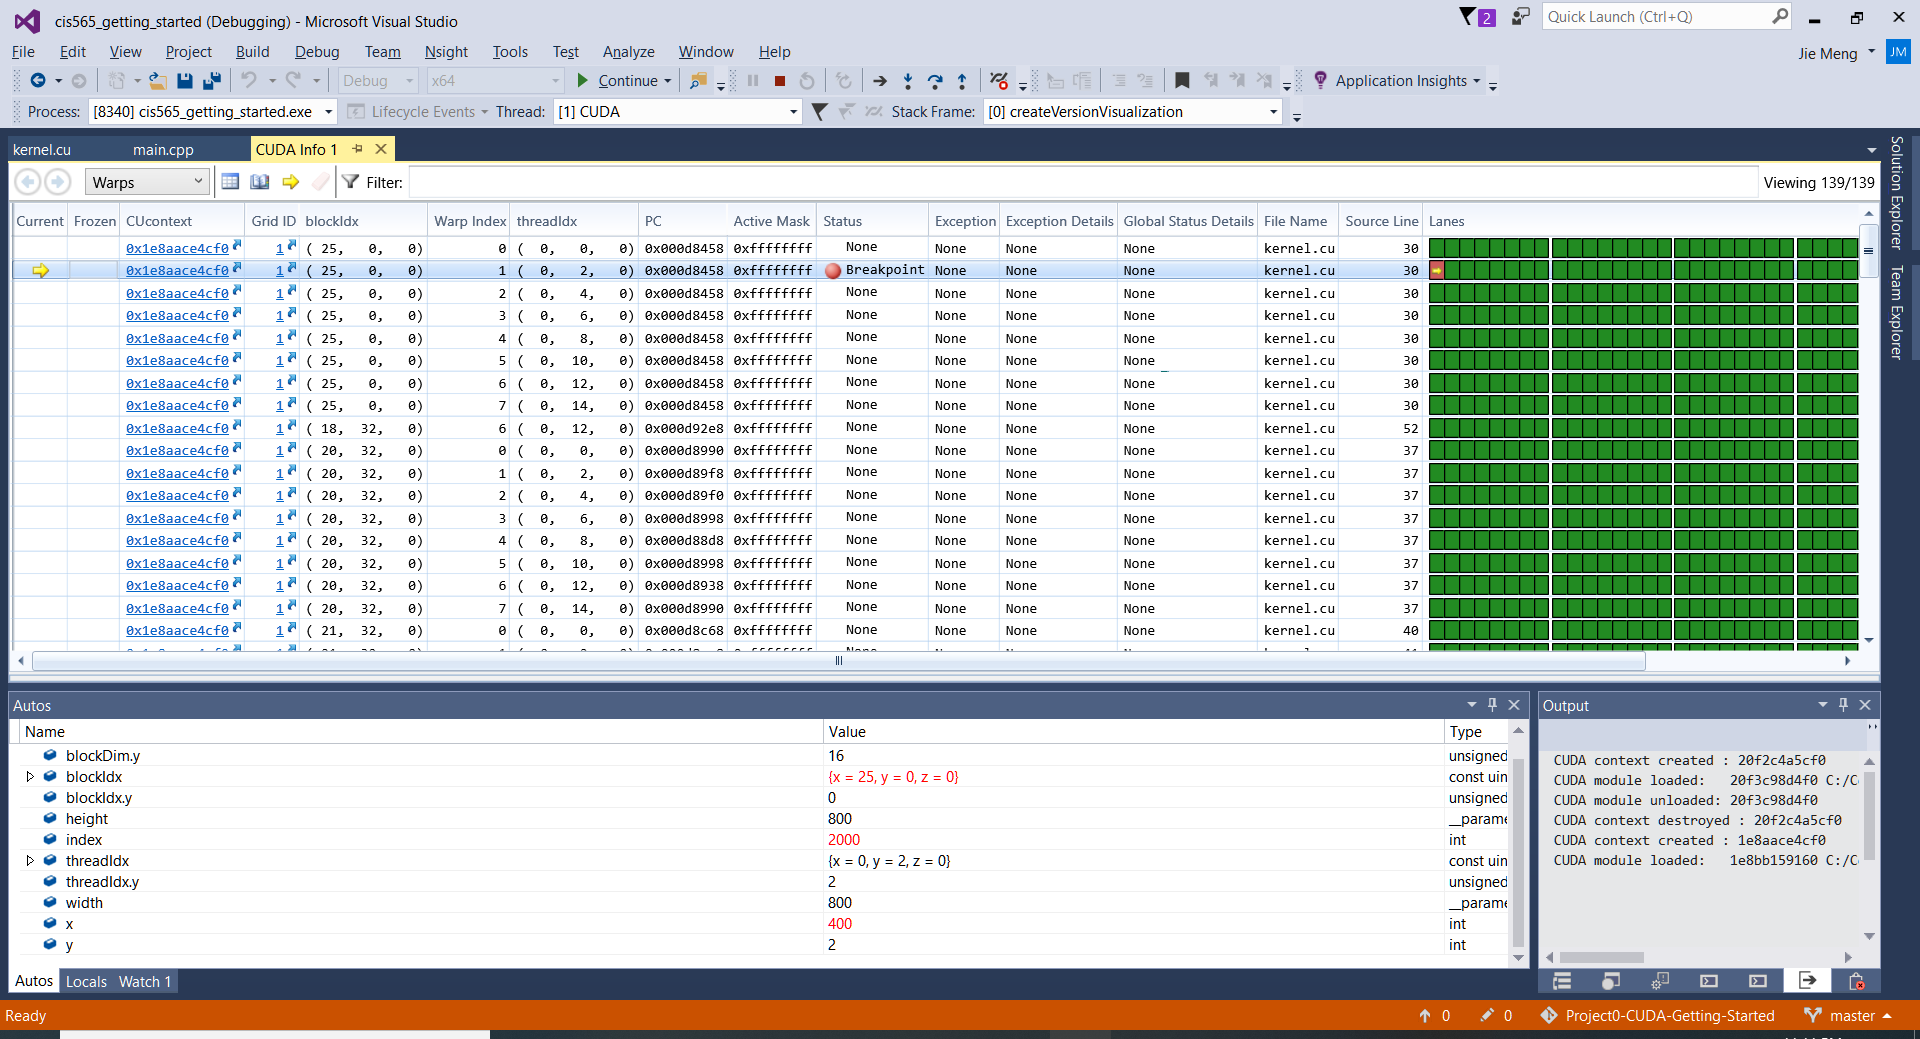 cis565_getting_started (Debugging) - Microsoft Visual Studio
2
Quick Launch (Ctrl+Q)
File Edit View Project Build Debug Team Nsight Tools Test Analyze Window Help
Jie Meng JM
Debug x64 Continue Application Insights
Process: [8340] cis565_getting_started.exe Lifecycle Events Thread: [1] CUDA Stack Frame: [0] createVersionVisualization
kernel.cu main.cpp CUDA Info 1
Warps Filter: Viewing 139/139
Solution Explorer
Team Explorer
Current Frozen CUcontext Grid ID blockIdx Warp Index threadIdx PC Active Mask Status Exception Exception Details Global Status Details File Name Source Line Lanes
0x1e8aace4cf0 1 ( 25, 0, 0) 0 ( 0, 0, 0) 0x000d8458 0xffffffff None None None None kernel.cu 30
0x1e8aace4cf0 1 ( 25, 0, 0) 1 ( 0, 2, 0) 0x000d8458 0xffffffff Breakpoint None None None kernel.cu 30
0x1e8aace4cf0 1 ( 25, 0, 0) 2 ( 0, 4, 0) 0x000d8458 0xffffffff None None None None kernel.cu 30
0x1e8aace4cf0 1 ( 25, 0, 0) 3 ( 0, 6, 0) 0x000d8458 0xffffffff None None None None kernel.cu 30
0x1e8aace4cf0 1 ( 25, 0, 0) 4 ( 0, 8, 0) 0x000d8458 0xffffffff None None None None kernel.cu 30
0x1e8aace4cf0 1 ( 25, 0, 0) 5 ( 0, 10, 0) 0x000d8458 0xffffffff None None None None kernel.cu 30
0x1e8aace4cf0 1 ( 25, 0, 0) 6 ( 0, 12, 0) 0x000d8458 0xffffffff None None None None kernel.cu 30
0x1e8aace4cf0 1 ( 25, 0, 0) 7 ( 0, 14, 0) 0x000d8458 0xffffffff None None None None kernel.cu 30
0x1e8aace4cf0 1 ( 18, 32, 0) 6 ( 0, 12, 0) 0x000d92e8 0xffffffff None None None None kernel.cu 52
0x1e8aace4cf0 1 ( 20, 32, 0) 0 ( 0, 0, 0) 0x000d8990 0xffffffff None None None None kernel.cu 37
0x1e8aace4cf0 1 ( 20, 32, 0) 1 ( 0, 2, 0) 0x000d89f8 0xffffffff None None None None kernel.cu 37
0x1e8aace4cf0 1 ( 20, 32, 0) 2 ( 0, 4, 0) 0x000d89f0 0xffffffff None None None None kernel.cu 37
0x1e8aace4cf0 1 ( 20, 32, 0) 3 ( 0, 6, 0) 0x000d8998 0xffffffff None None None None kernel.cu 37
0x1e8aace4cf0 1 ( 20, 32, 0) 4 ( 0, 8, 0) 0x000d88d8 0xffffffff None None None None kernel.cu 37
0x1e8aace4cf0 1 ( 20, 32, 0) 5 ( 0, 10, 0) 0x000d8998 0xffffffff None None None None kernel.cu 37
0x1e8aace4cf0 1 ( 20, 32, 0) 6 ( 0, 12, 0) 0x000d8938 0xffffffff None None None None kernel.cu 37
0x1e8aace4cf0 1 ( 20, 32, 0) 7 ( 0, 14, 0) 0x000d8990 0xffffffff None None None None kernel.cu 37
0x1e8aace4cf0 1 ( 21, 32, 0) 0 ( 0, 0, 0) 0x000d8c68 0xffffffff None None None None kernel.cu 40
Autos
Name Value Type
blockDim.y 16 unsigned
blockIdx {x = 25, y = 0, z = 0} const uin
blockIdx.y 0 unsigned
height 800 __parame
index 2000 int
threadIdx {x = 0, y = 2, z = 0} const uin
threadIdx.y 2 unsigned
width 800 __parame
x 400 int
y 2 int
Autos Locals Watch 1
Output
CUDA context created : 20f2c4a5cf0
CUDA module loaded: 20f3c98d4f0 C:/C
CUDA module unloaded: 20f3c98d4f0
CUDA context destroyed : 20f2c4a5cf0
CUDA context created : 1e8aace4cf0
CUDA module loaded: 1e8bb159160 C:/C
Ready 0 0 Project0-CUDA-Getting-Started master